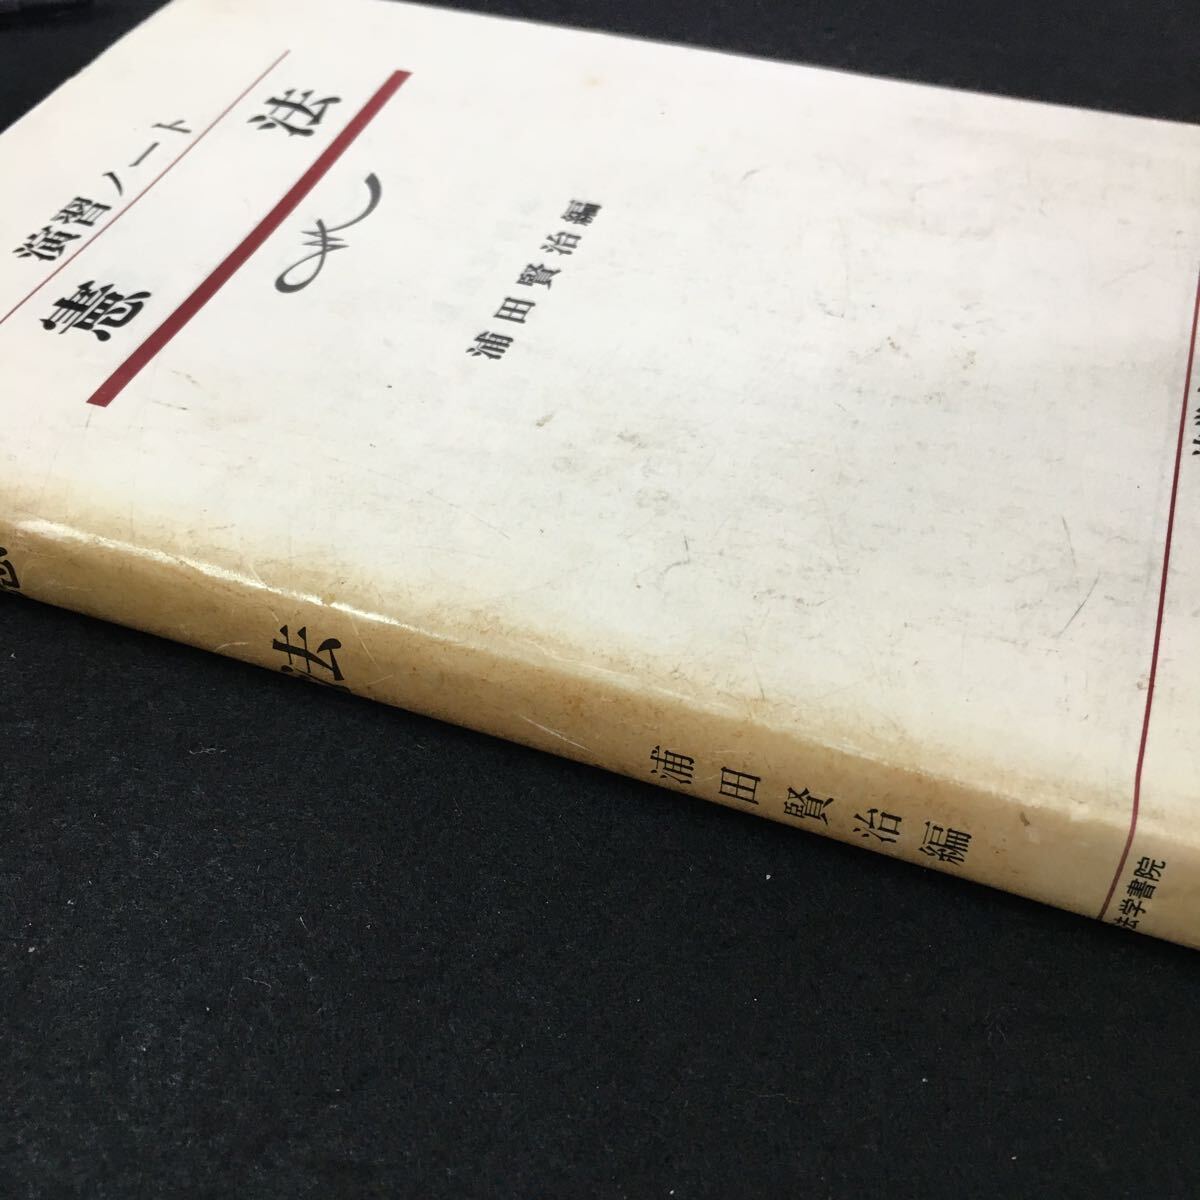 演習ノート
憲法
浦田賢治編
法
浦田賢治編
法学書院